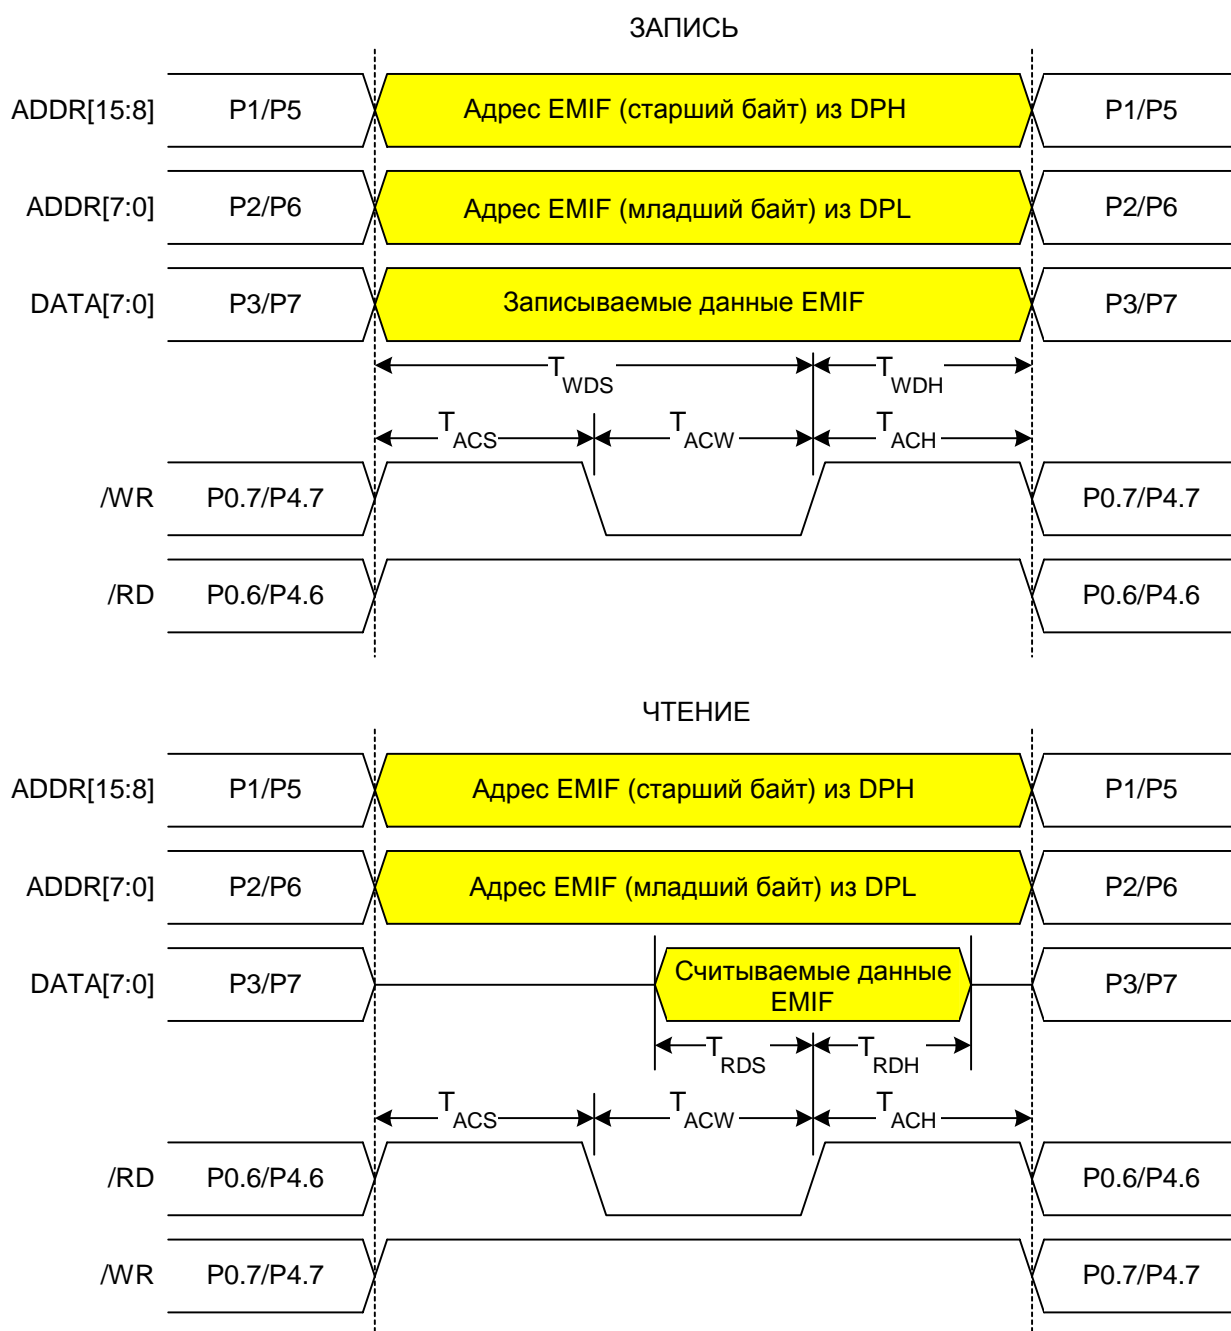 ЗАПИСЬ
ADDR[15:8] P1/P5 Адрес EMIF (старший байт) из DPH P1/P5
ADDR[7:0] P2/P6 Адрес EMIF (младший байт) из DPL P2/P6
DATA[7:0] P3/P7 Записываемые данные EMIF P3/P7
TWDS TWDH
TACS TACW TACH
/WR P0.7/P4.7 P0.7/P4.7
/RD P0.6/P4.6 P0.6/P4.6
ЧТЕНИЕ
ADDR[15:8] P1/P5 Адрес EMIF (старший байт) из DPH P1/P5
ADDR[7:0] P2/P6 Адрес EMIF (младший байт) из DPL P2/P6
DATA[7:0] P3/P7 Считываемые данные P3/P7
EMIF
TRDS TRDH
TACS TACW TACH
/RD P0.6/P4.6 P0.6/P4.6
/WR P0.7/P4.7 P0.7/P4.7